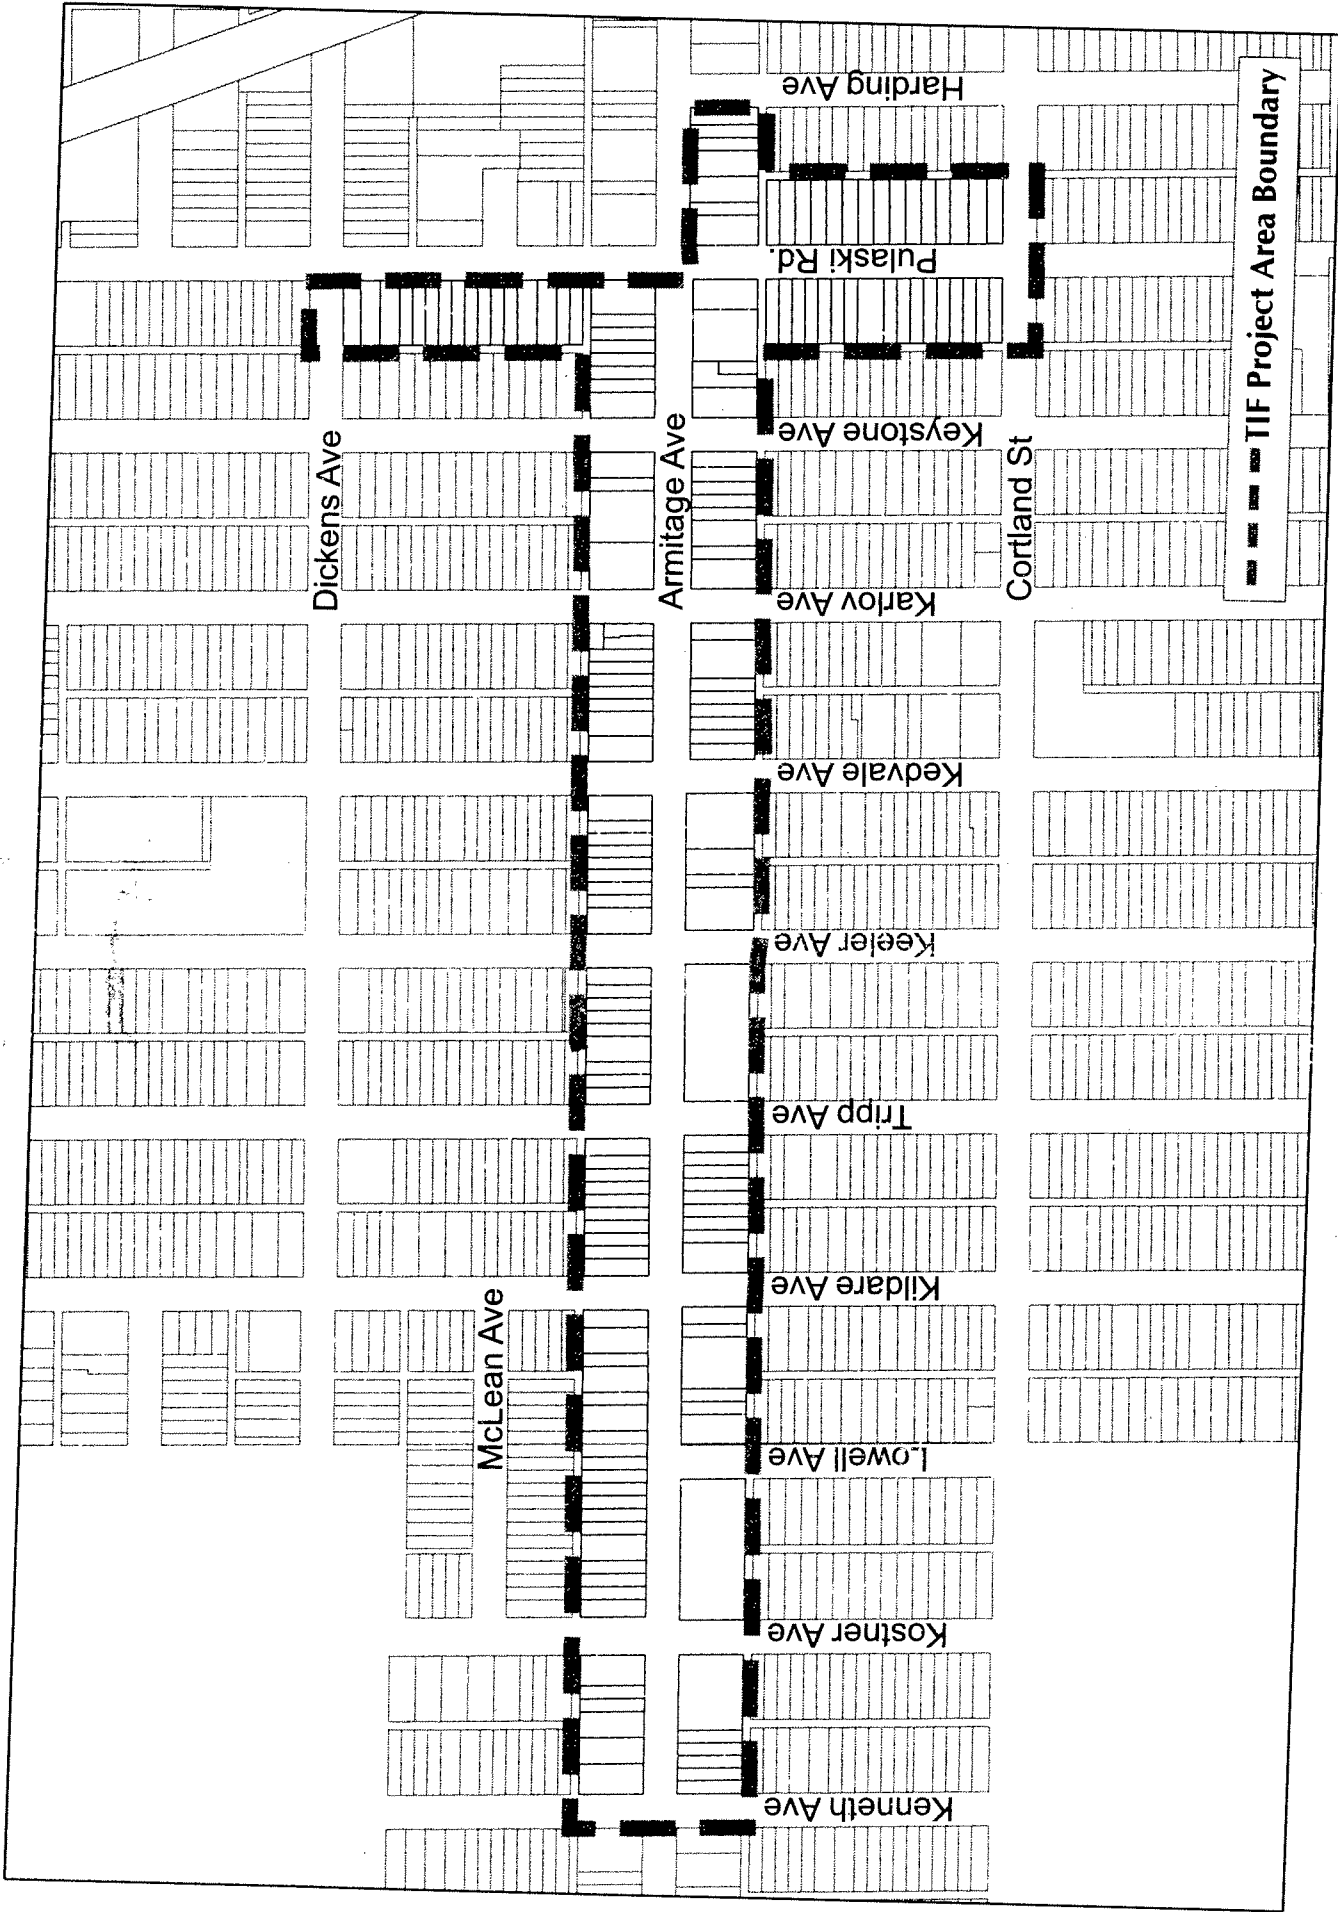 Harding Ave
Pulaski Rd.
Keystone Ave
Karlov Ave
Kedvale Ave
Keeler Ave
Tripp Ave
Kildare Ave
Lowell Ave
Kostner Ave
Kenneth Ave
Dickens Ave
McLean Ave
Armitage Ave
Cortland St
TIF Project Area Boundary